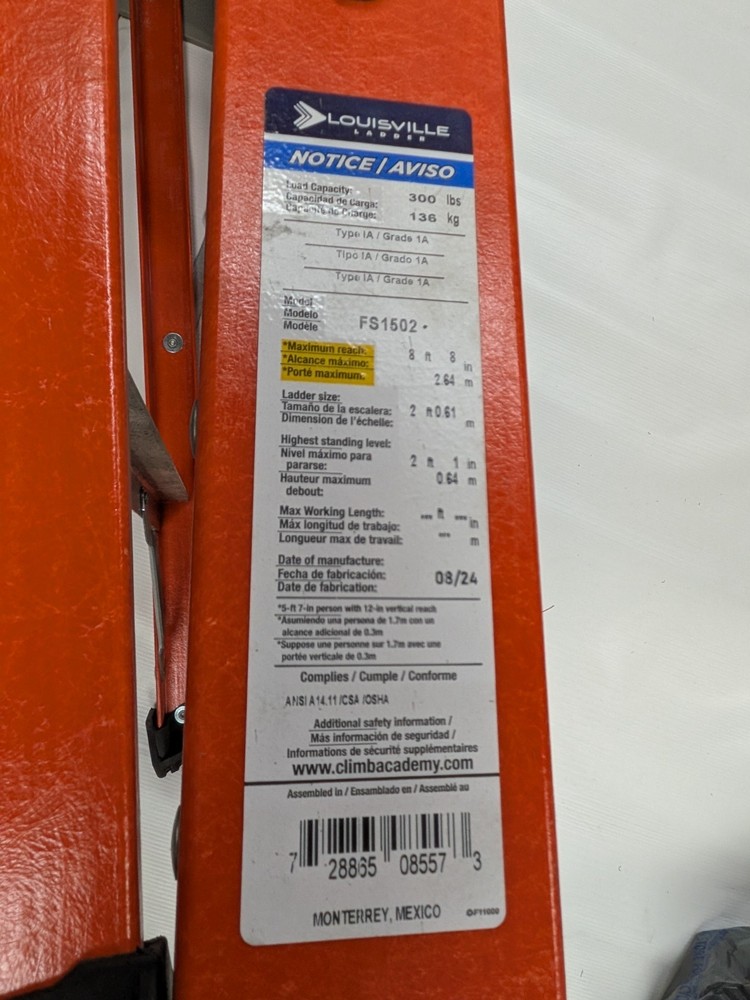 LOUISVILLE
LADDER
NOTICE / AVISO
Load Capacity:
Capacidad de Carga: 300 lbs
Capacité de Charge: 136 kg
Type IA / Grade 1A
Tipo IA / Grado 1A
Type IA / Grade 1A
Model
Modelo
Modèle FS1502 -
*Maximum reach: 8 ft 8 in
*Alcance máximo:
*Porté maximum: 2.64 m
Ladder size:
Tamaño de la escalera: 2 ft 0.61
Dimension de l'échelle: m
Highest standing level:
Nivel máximo para 2 ft 1 in
pararse:
Hauteur maximum 0.64 m
debout:
Max Working Length: --- ft --- in
Máx longitud de trabajo:
Longueur max de travail: --- m
Date of manufacture:
Fecha de fabricación: 08/24
Date de fabrication:
*5-ft 7-in person with 12-in vertical reach
*Asumiendo una persona de 1.7m con un
alcance adicional de 0.3m
*Suppose une personne sur 1.7m avec une
portée verticale de 0.3m
Complies / Cumple / Conforme
ANSI A14.11 /CSA /OSHA
Additional safety information /
Más información de seguridad /
Informations de sécurité supplémentaires
www.climbacademy.com
Assembled in / Ensamblado en / Assemblé au
7 28865 08557 3
MONTERREY, MEXICO